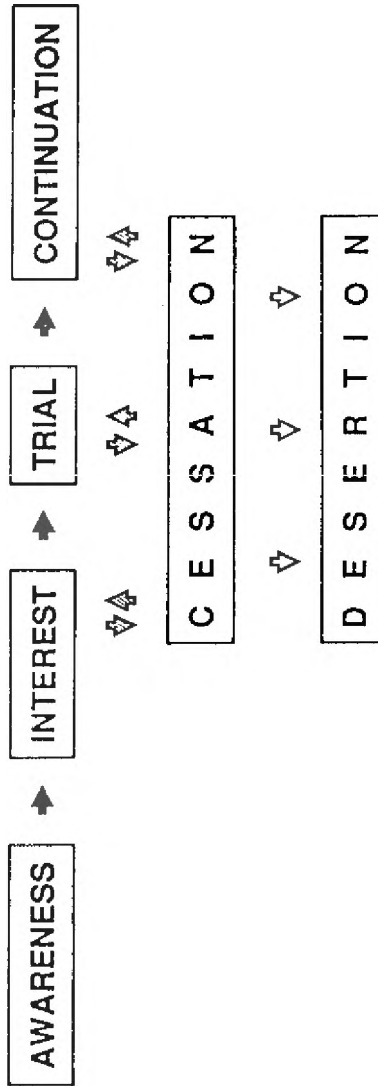 AWARENESS
INTEREST
TRIAL
CONTINUATION
CESSATION
DESERTION